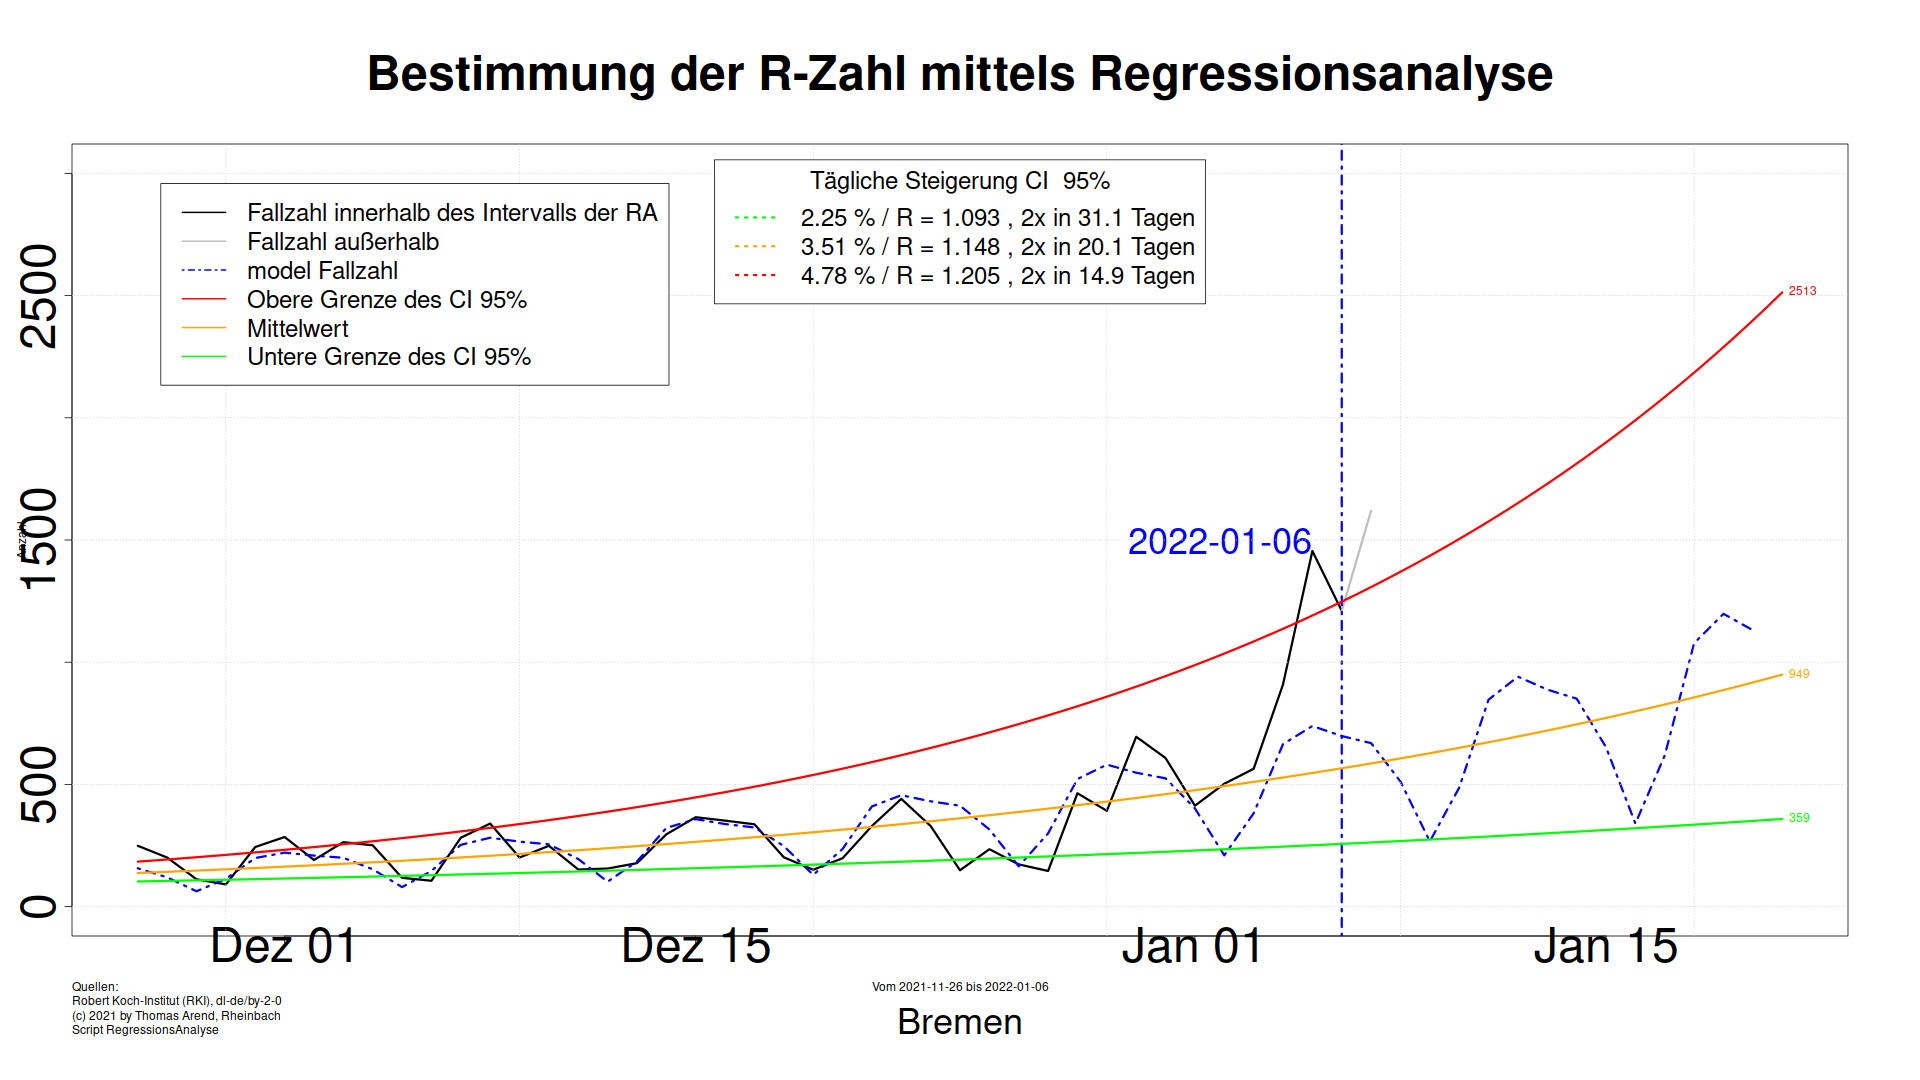 Bestimmung der R-Zahl mittels Regressionsanalyse
Fallzahl innerhalb des Intervalls der RA
Fallzahl außerhalb
model Fallzahl
Obere Grenze des CI 95%
Mittelwert
Untere Grenze des CI 95%
Tägliche Steigerung CI  95%
2.25 % / R = 1.093 , 2x in 31.1 Tagen
3.51 % / R = 1.148 , 2x in 20.1 Tagen
4.78 % / R = 1.205 , 2x in 14.9 Tagen
2500
1500
500
0
Anzahl
2022-01-06
2513
949
359
Dez 01
Dez 15
Jan 01
Jan 15
Quellen:
Robert Koch-Institut (RKI), dl-de/by-2-0
(c) 2021 by Thomas Arend, Rheinbach
Script RegressionsAnalyse
Vom 2021-11-26 bis 2022-01-06
Bremen